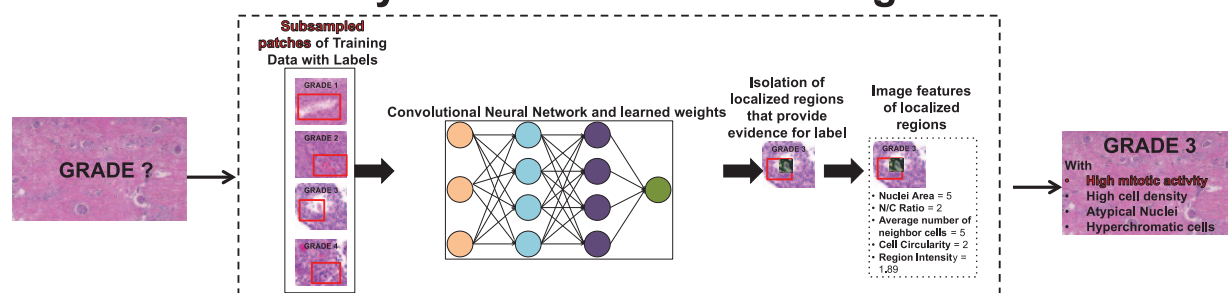 Subsampled
patches of Training
Data with Labels
GRADE 1
GRADE 2
GRADE 3
GRADE 4
GRADE ?
Convolutional Neural Network and learned weights
Isolation of
localized regions
that provide
evidence for label
GRADE 3
Image features
of localized
regions
GRADE 3
• Nuclei Area = 5
• N/C Ratio = 2
• Average number of
neighbor cells = 5
• Cell Circularity = 2
• Region Intensity =
1.89
GRADE 3
With
• High mitotic activity
• High cell density
• Atypical Nuclei
• Hyperchromatic cells